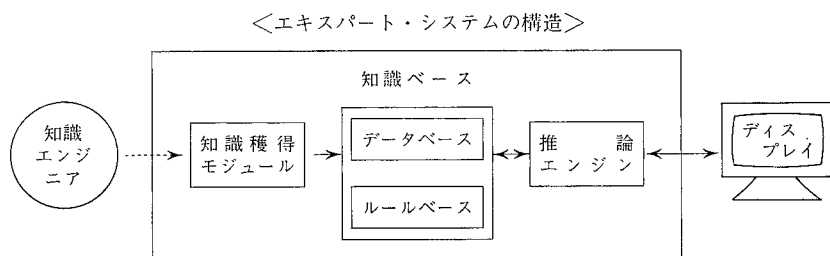 ＜エキスパート・システムの構造＞
知識
エンジ
ニア
知識ベース
知識獲得
モジュール
データベース
ルールベース
推論
エンジン
ディス
プレイ